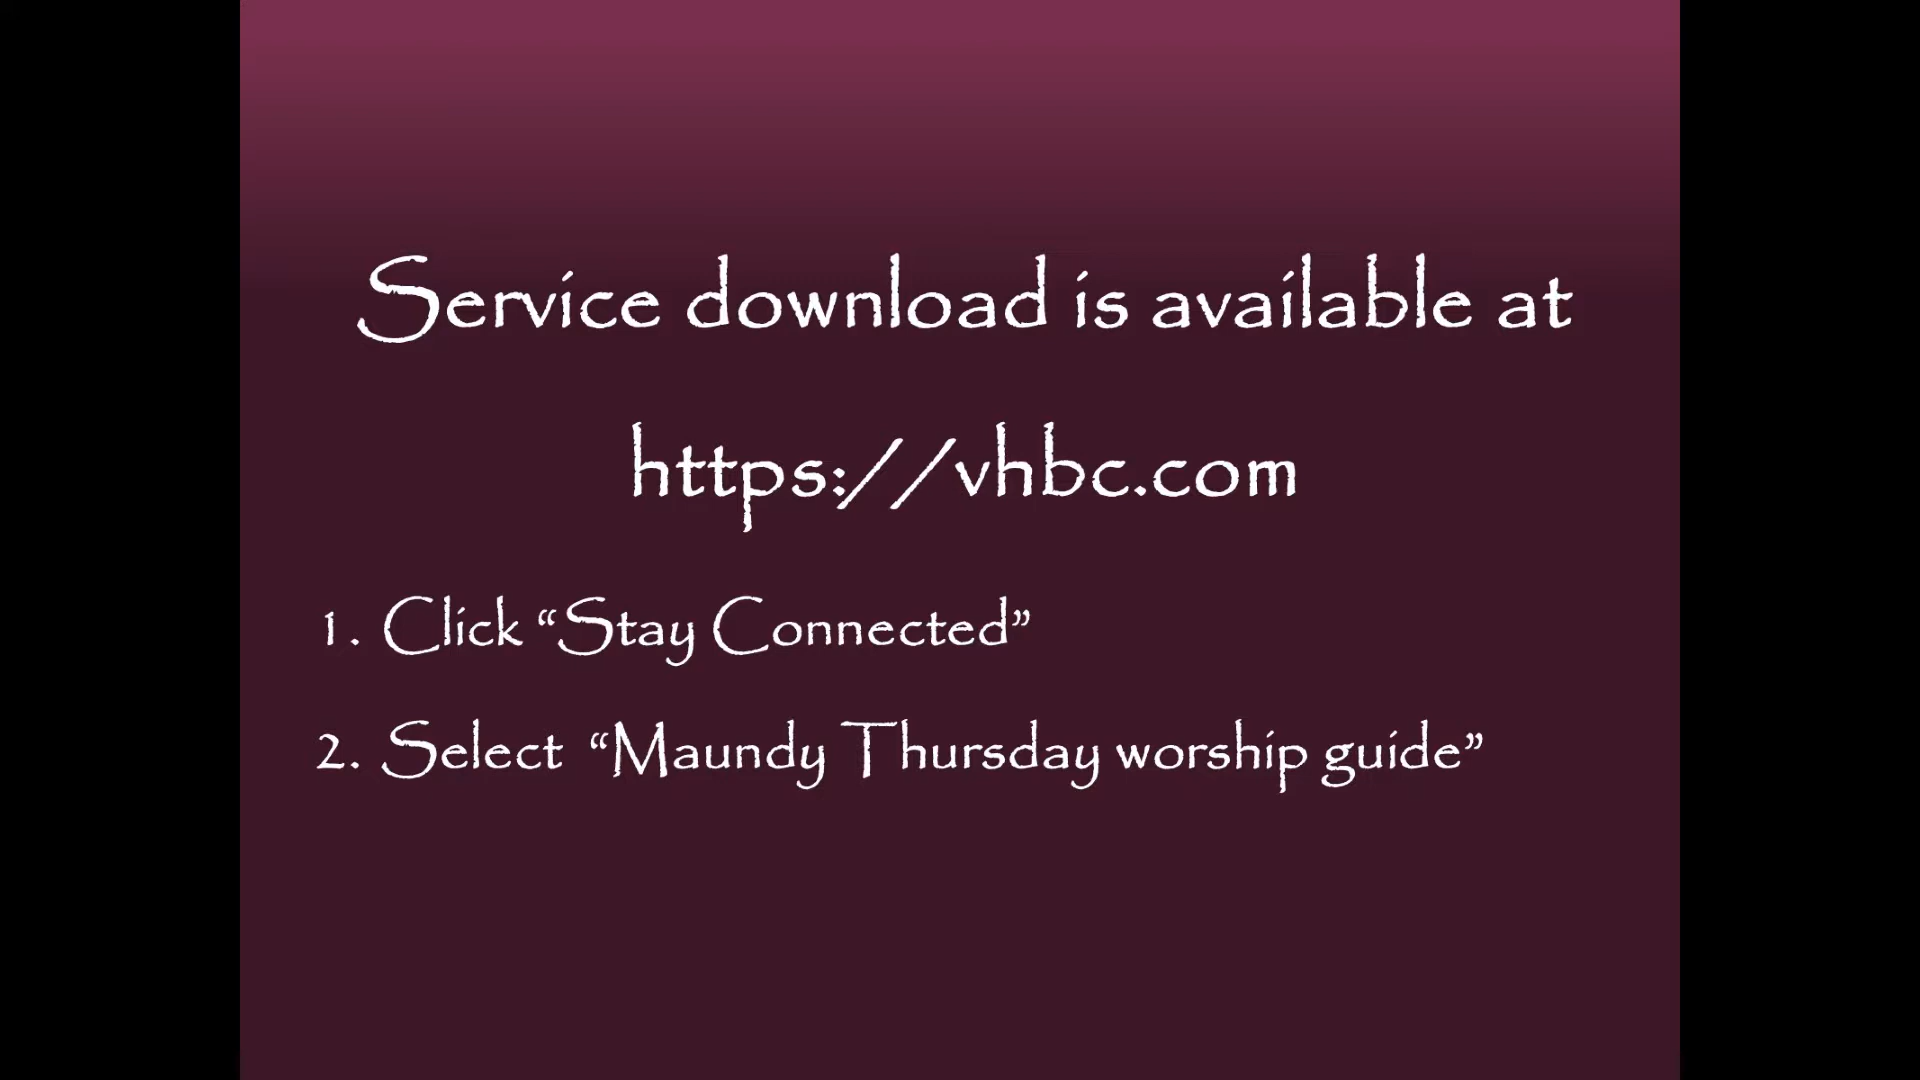 Service download is available at
https://vhbc.com
1. Click “Stay Connected”
2. Select “Maundy Thursday worship guide”